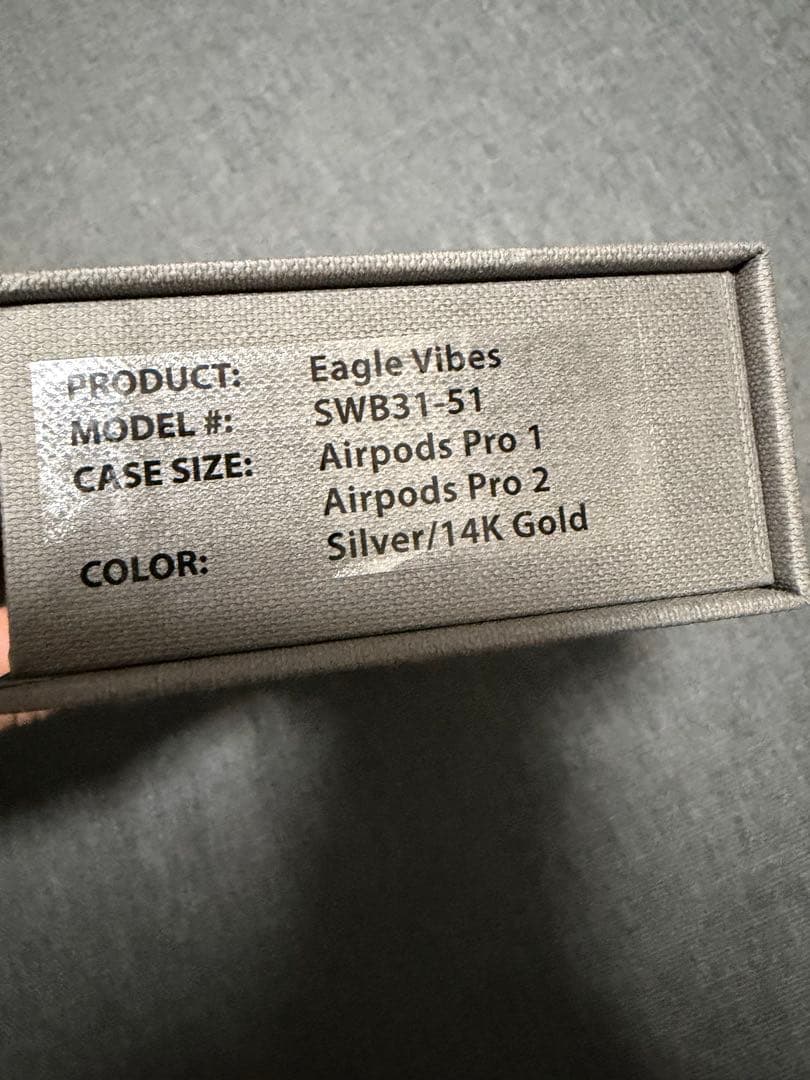 PRODUCT: Eagle Vibes
MODEL #: SWB31-51
CASE SIZE: Airpods Pro 1
Airpods Pro 2
COLOR: Silver/14K Gold